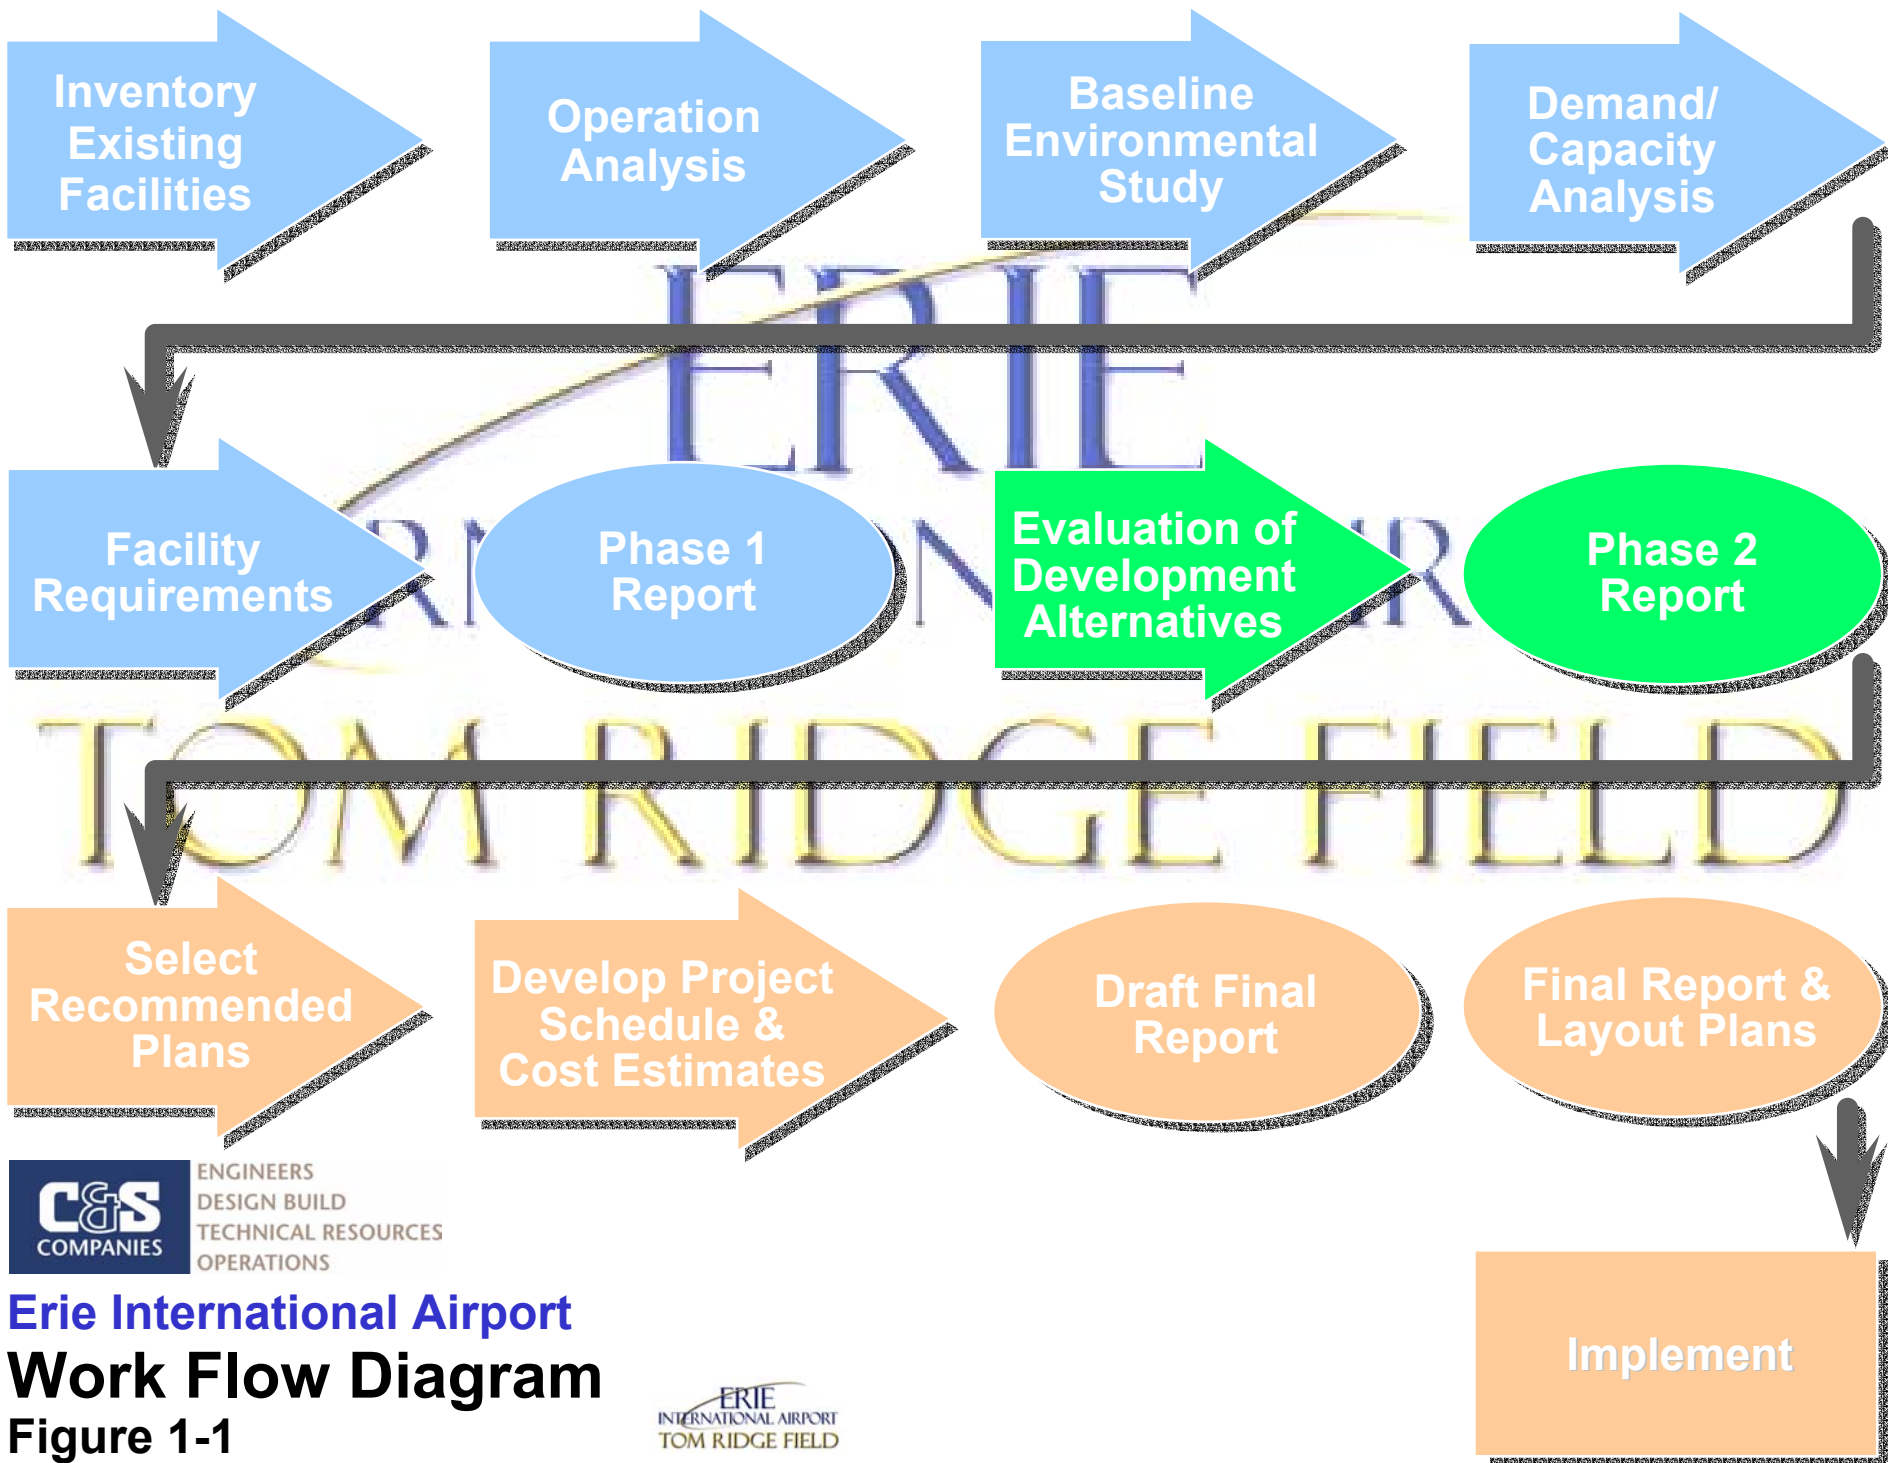 Inventory
Existing
Facilities
Operation
Analysis
Baseline
Environmental
Study
Demand/
Capacity
Analysis
ERIE
Facility
Requirements
Phase 1
Report
Evaluation of
Development
Alternatives
Phase 2
Report
TOM RIDGE FIELD
Select
Recommended
Plans
Develop Project
Schedule &
Cost Estimates
Draft Final
Report
Final Report &
Layout Plans
C&S
COMPANIES
ENGINEERS
DESIGN BUILD
TECHNICAL RESOURCES
OPERATIONS
Erie International Airport
Work Flow Diagram
Figure 1-1
ERIE
INTERNATIONAL AIRPORT
TOM RIDGE FIELD
Implement